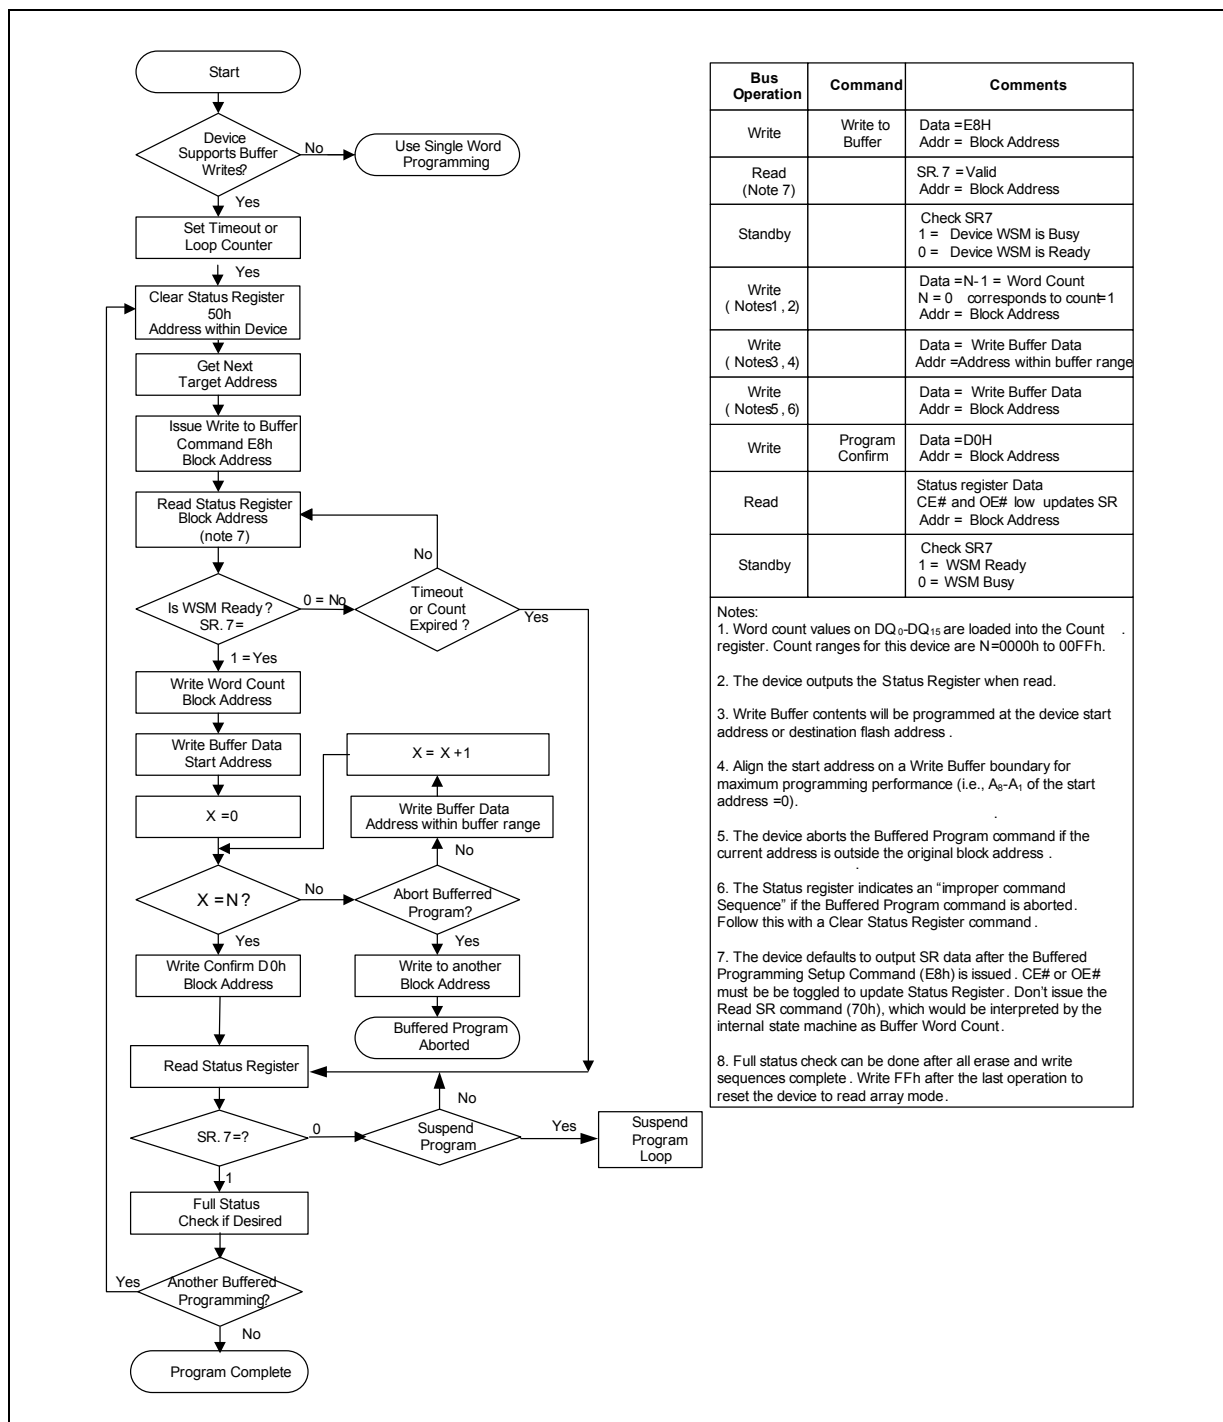 Start
Device
Supports Buffer
Writes?
No
Use Single Word
Programming
Yes
Set Timeout or
Loop Counter
Yes
Clear Status Register
50h
Address within Device
Get Next
Target Address
Issue Write to Buffer
Command E8h
Block Address
Read Status Register
Block Address
(note 7)
No
Is WSM Ready?
SR. 7=
0 = No
Timeout
or Count
Expired ?
Yes
1 = Yes
Write Word Count
Block Address
Write Buffer Data
Start Address
X = X +1
X =0
Write Buffer Data
Address within buffer range
No
X =N ?
No
Abort Bufferred
Program?
Yes
Yes
Write Confirm D0h
Block Address
Write to another
Block Address
Buffered Program
Aborted
Read Status Register
No
SR. 7=?
0
Suspend
Program
Yes
Suspend
Program
Loop
1
Full Status
Check if Desired
Yes
Another Buffered
Programming?
No
Program Complete
Bus
Operation
Command
Comments
Write
Write to
Buffer
Data =E8H
Addr = Block Address
Read
(Note 7)
SR. 7 =Valid
Addr = Block Address
Standby
Check SR7
1 = Device WSM is Busy
0 = Device WSM is Ready
Write
( Notes1 , 2)
Data =N- 1 = Word Count
N = 0 corresponds to count=1
Addr = Block Address
Write
( Notes3 , 4)
Data = Write Buffer Data
Addr =Address within buffer range
Write
( Notes5 , 6)
Data = Write Buffer Data
Addr = Block Address
Write
Program
Confirm
Data =D0H
Addr = Block Address
Read
Status register Data
CE# and OE# low updates SR
Addr = Block Address
Standby
Check SR7
1 = WSM Ready
0 = WSM Busy
Notes:
1. Word count values on DQ0-DQ15 are loaded into the Count .
register. Count ranges for this device are N=0000h to 00FFh.
2. The device outputs the Status Register when read.
3. Write Buffer contents will be programmed at the device start
address or destination flash address .
4. Align the start address on a Write Buffer boundary for
maximum programming performance (i.e., A8-A1 of the start
address =0).
5. The device aborts the Buffered Program command if the
current address is outside the original block address .
6. The Status register indicates an “improper command
Sequence” if the Buffered Program command is aborted.
Follow this with a Clear Status Register command .
7. The device defaults to output SR data after the Buffered
Programming Setup Command (E8h) is issued . CE# or OE#
must be be toggled to update Status Register . Don’t issue the
Read SR command (70h), which would be interpreted by the
internal state machine as Buffer Word Count .
8. Full status check can be done after all erase and write
sequences complete . Write FFh after the last operation to
reset the device to read array mode .